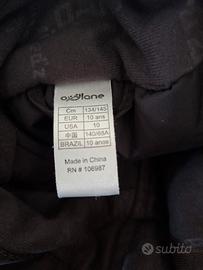 oxylane
Cm 134/145
EUR 10 ans
USA 10
中国 140/68A
BRAZIL 10 anos
Made in China
RN # 106987
subito